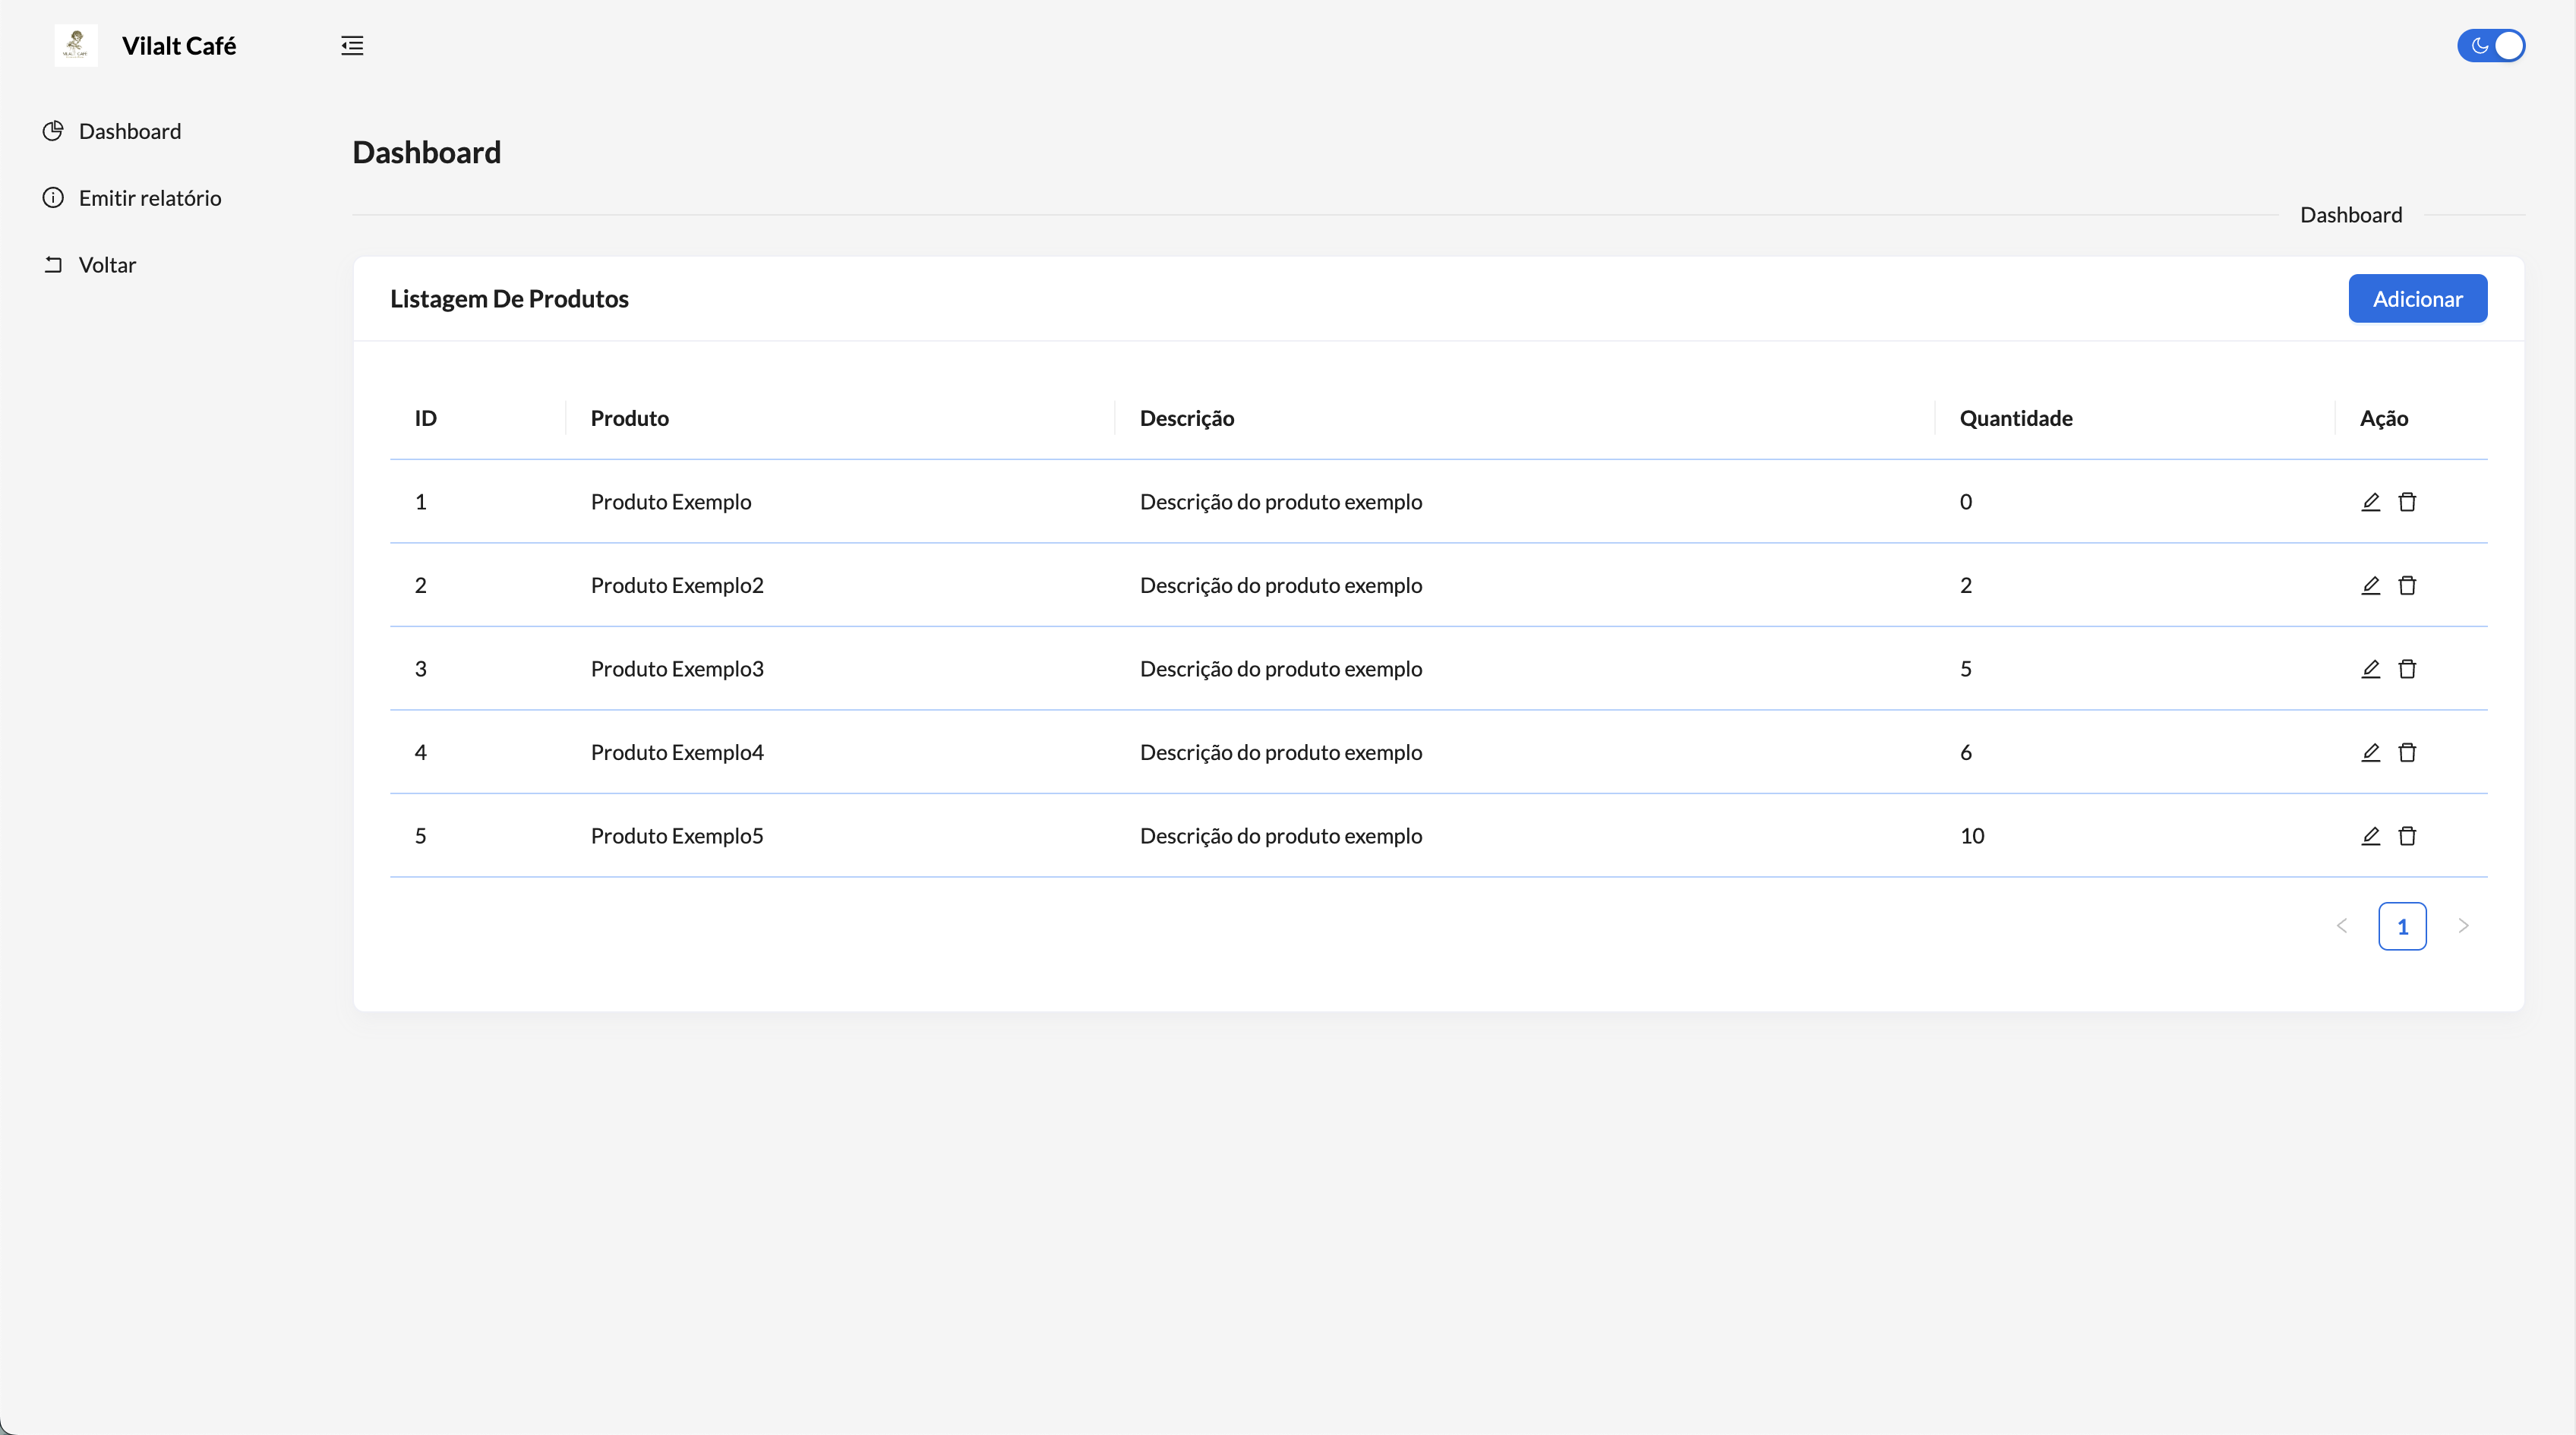 Vilalt Café
Dashboard
Emitir relatório
Voltar
Dashboard
Dashboard
Listagem De Produtos
Adicionar
ID Produto Descrição Quantidade Ação
1 Produto Exemplo Descrição do produto exemplo 0
2 Produto Exemplo2 Descrição do produto exemplo 2
3 Produto Exemplo3 Descrição do produto exemplo 5
4 Produto Exemplo4 Descrição do produto exemplo 6
5 Produto Exemplo5 Descrição do produto exemplo 10
1